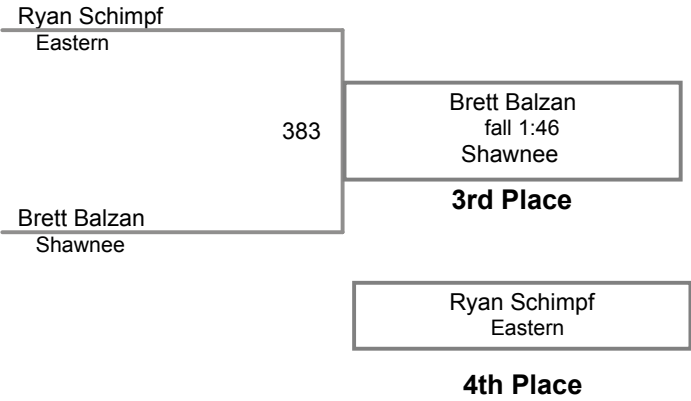 Ryan Schimpf
Eastern
383
Brett Balzan
fall 1:46
Shawnee
3rd Place
Brett Balzan
Shawnee
Ryan Schimpf
Eastern
4th Place